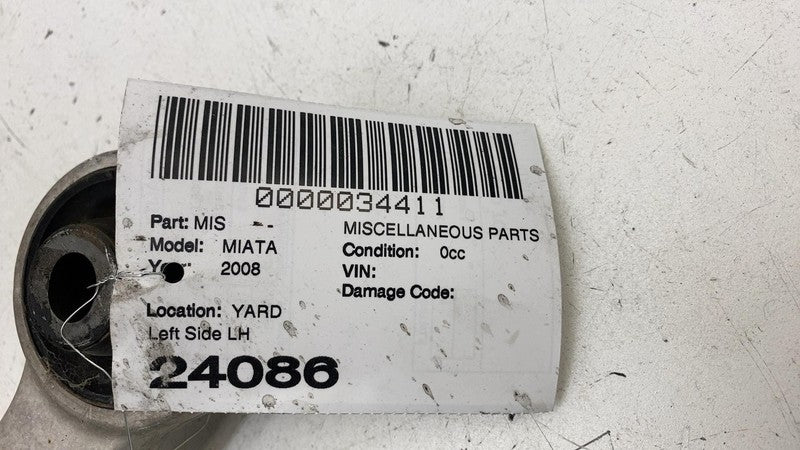 0000034411
Part: MIS -
MISCELLANEOUS PARTS
Model: MIATA
Condition: 0cc
2008
VIN:
Damage Code:
Location: YARD
Left Side LH
24086